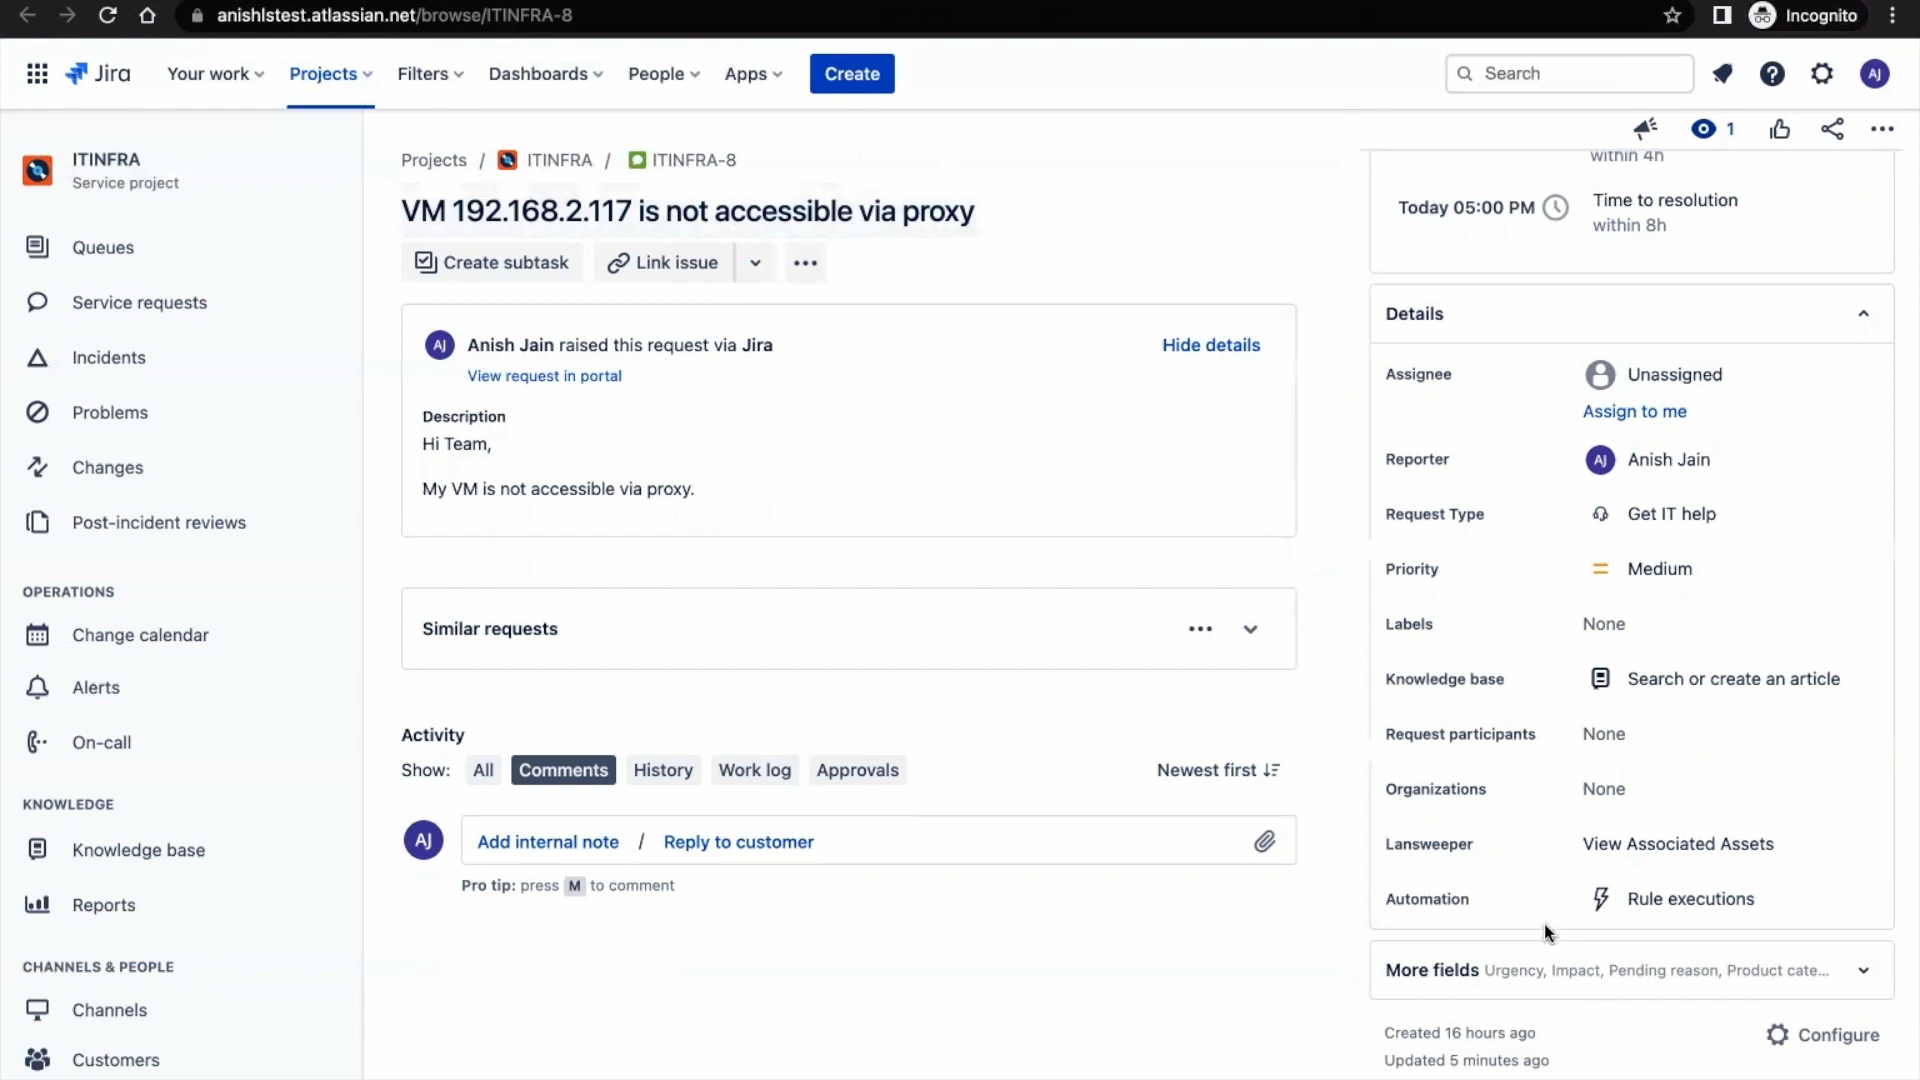 anishlstest.atlassian.net/browse/ITINFRA-8
Incognito
Jira
Your work
Projects
Filters
Dashboards
People
Apps
Create
Search
AJ
ITINFRA
Service project
Queues
Service requests
Incidents
Problems
Changes
Post-incident reviews
OPERATIONS
Change calendar
Alerts
On-call
KNOWLEDGE
Knowledge base
Reports
CHANNELS & PEOPLE
Channels
Customers
Projects / ITINFRA / ITINFRA-8
VM 192.168.2.117 is not accessible via proxy
Create subtask
Link issue
AJ
Anish Jain raised this request via Jira
Hide details
View request in portal
Description
Hi Team,
My VM is not accessible via proxy.
Similar requests
Activity
Show: All Comments History Work log Approvals
Newest first
AJ
Add internal note / Reply to customer
Pro tip: press M to comment
1
within 4h
Today 05:00 PM
Time to resolution
within 8h
Details
Assignee
Unassigned
Assign to me
Reporter
AJ Anish Jain
Request Type
Get IT help
Priority
Medium
Labels
None
Knowledge base
Search or create an article
Request participants
None
Organizations
None
Lansweeper
View Associated Assets
Automation
Rule executions
More fields Urgency, Impact, Pending reason, Product cate...
Created 16 hours ago
Configure
Updated 5 minutes ago